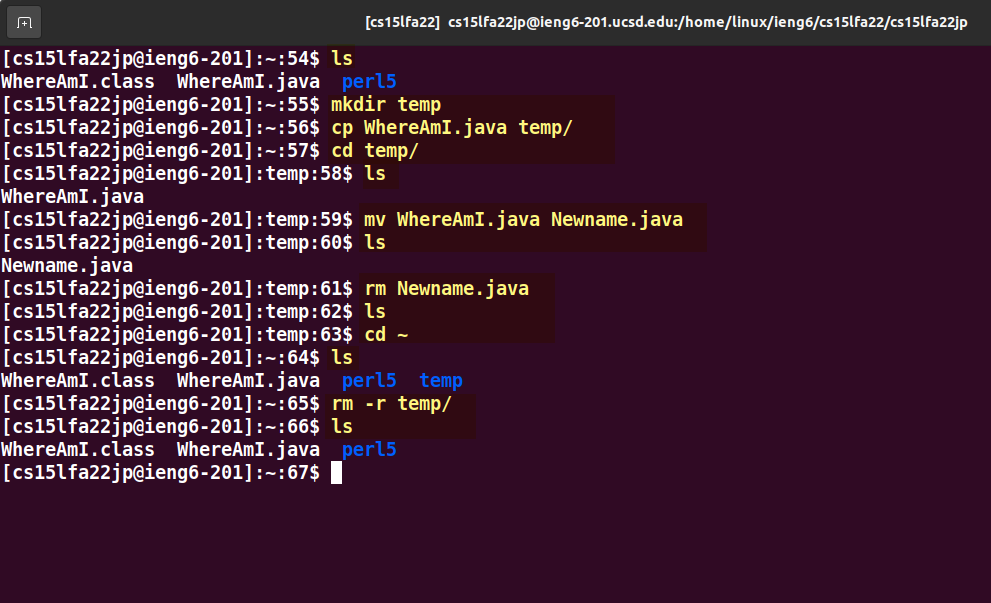 [cs15lfa22] cs15lfa22jp@ieng6-201.ucsd.edu:/home/linux/ieng6/cs15lfa22/cs15lfa22jp
[cs15lfa22jp@ieng6-201]:~:54$ ls
WhereAmI.class  WhereAmI.java  perl5
[cs15lfa22jp@ieng6-201]:~:55$ mkdir temp
[cs15lfa22jp@ieng6-201]:~:56$ cp WhereAmI.java temp/
[cs15lfa22jp@ieng6-201]:~:57$ cd temp/
[cs15lfa22jp@ieng6-201]:temp:58$ ls
WhereAmI.java
[cs15lfa22jp@ieng6-201]:temp:59$ mv WhereAmI.java Newname.java
[cs15lfa22jp@ieng6-201]:temp:60$ ls
Newname.java
[cs15lfa22jp@ieng6-201]:temp:61$ rm Newname.java
[cs15lfa22jp@ieng6-201]:temp:62$ ls
[cs15lfa22jp@ieng6-201]:temp:63$ cd ~
[cs15lfa22jp@ieng6-201]:~:64$ ls
WhereAmI.class  WhereAmI.java  perl5  temp
[cs15lfa22jp@ieng6-201]:~:65$ rm -r temp/
[cs15lfa22jp@ieng6-201]:~:66$ ls
WhereAmI.class  WhereAmI.java  perl5
[cs15lfa22jp@ieng6-201]:~:67$